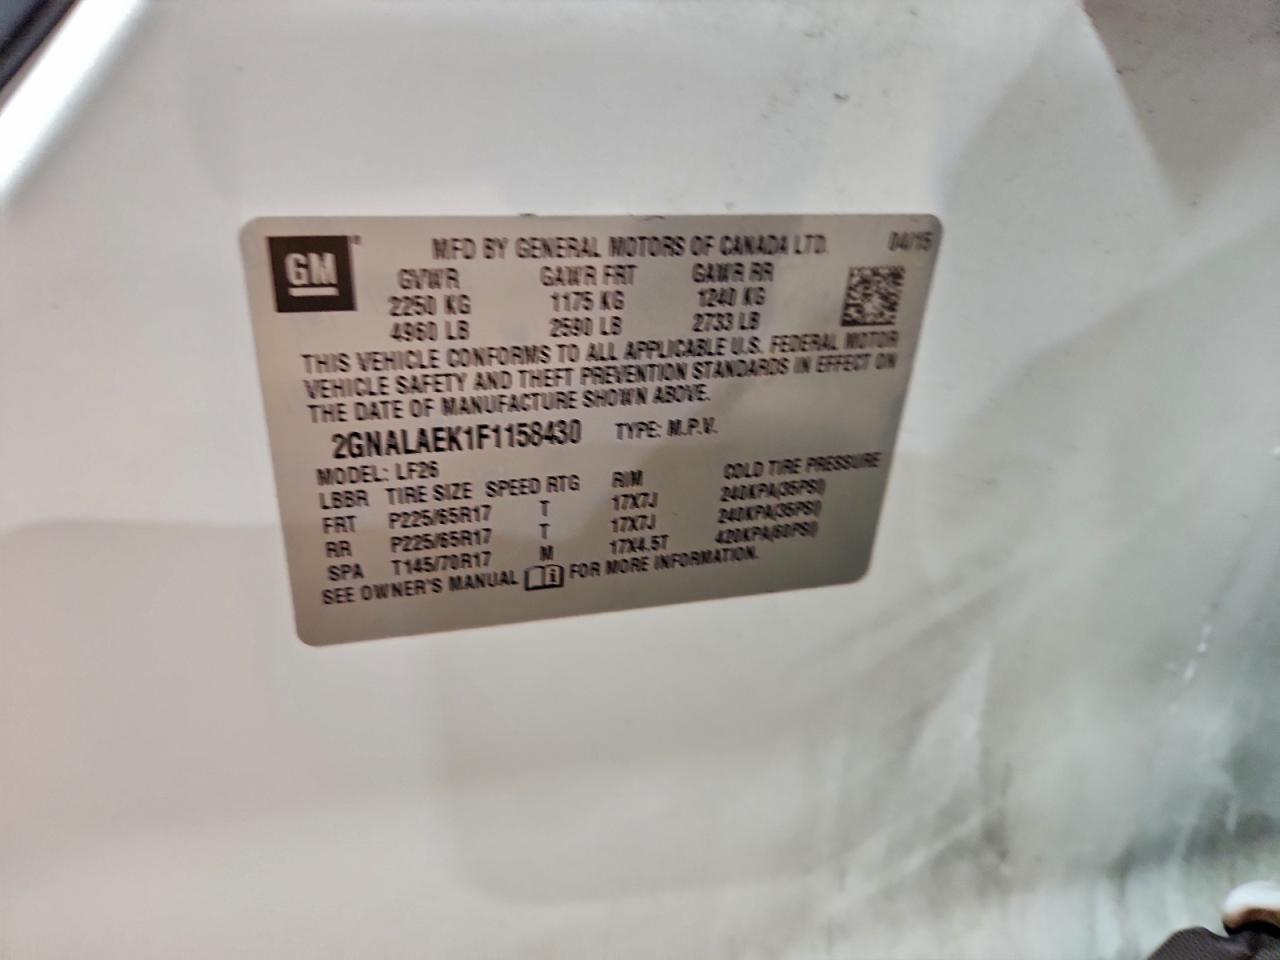 GM
MFD BY GENERAL MOTORS OF CANADA LTD. 04/15
GVWR GAWR FRT GAWR RR
2250 KG 1175 KG 1240 KG
4960 LB 2590 LB 2733 LB
THIS VEHICLE CONFORMS TO ALL APPLICABLE U.S. FEDERAL MOTOR
VEHICLE SAFETY AND THEFT PREVENTION STANDARDS IN EFFECT ON
THE DATE OF MANUFACTURE SHOWN ABOVE.
2GNALAEK1F1158430 TYPE: M.P.V.
MODEL: LF26
LBBR TIRE SIZE SPEED RTG RIM COLD TIRE PRESSURE
FRT P225/65R17 T 17X7J 240KPA(35PSI)
RR P225/65R17 T 17X7J 240KPA(35PSI)
SPA T145/70R17 M 17X4.5T 420KPA(60PSI)
SEE OWNER'S MANUAL FOR MORE INFORMATION.